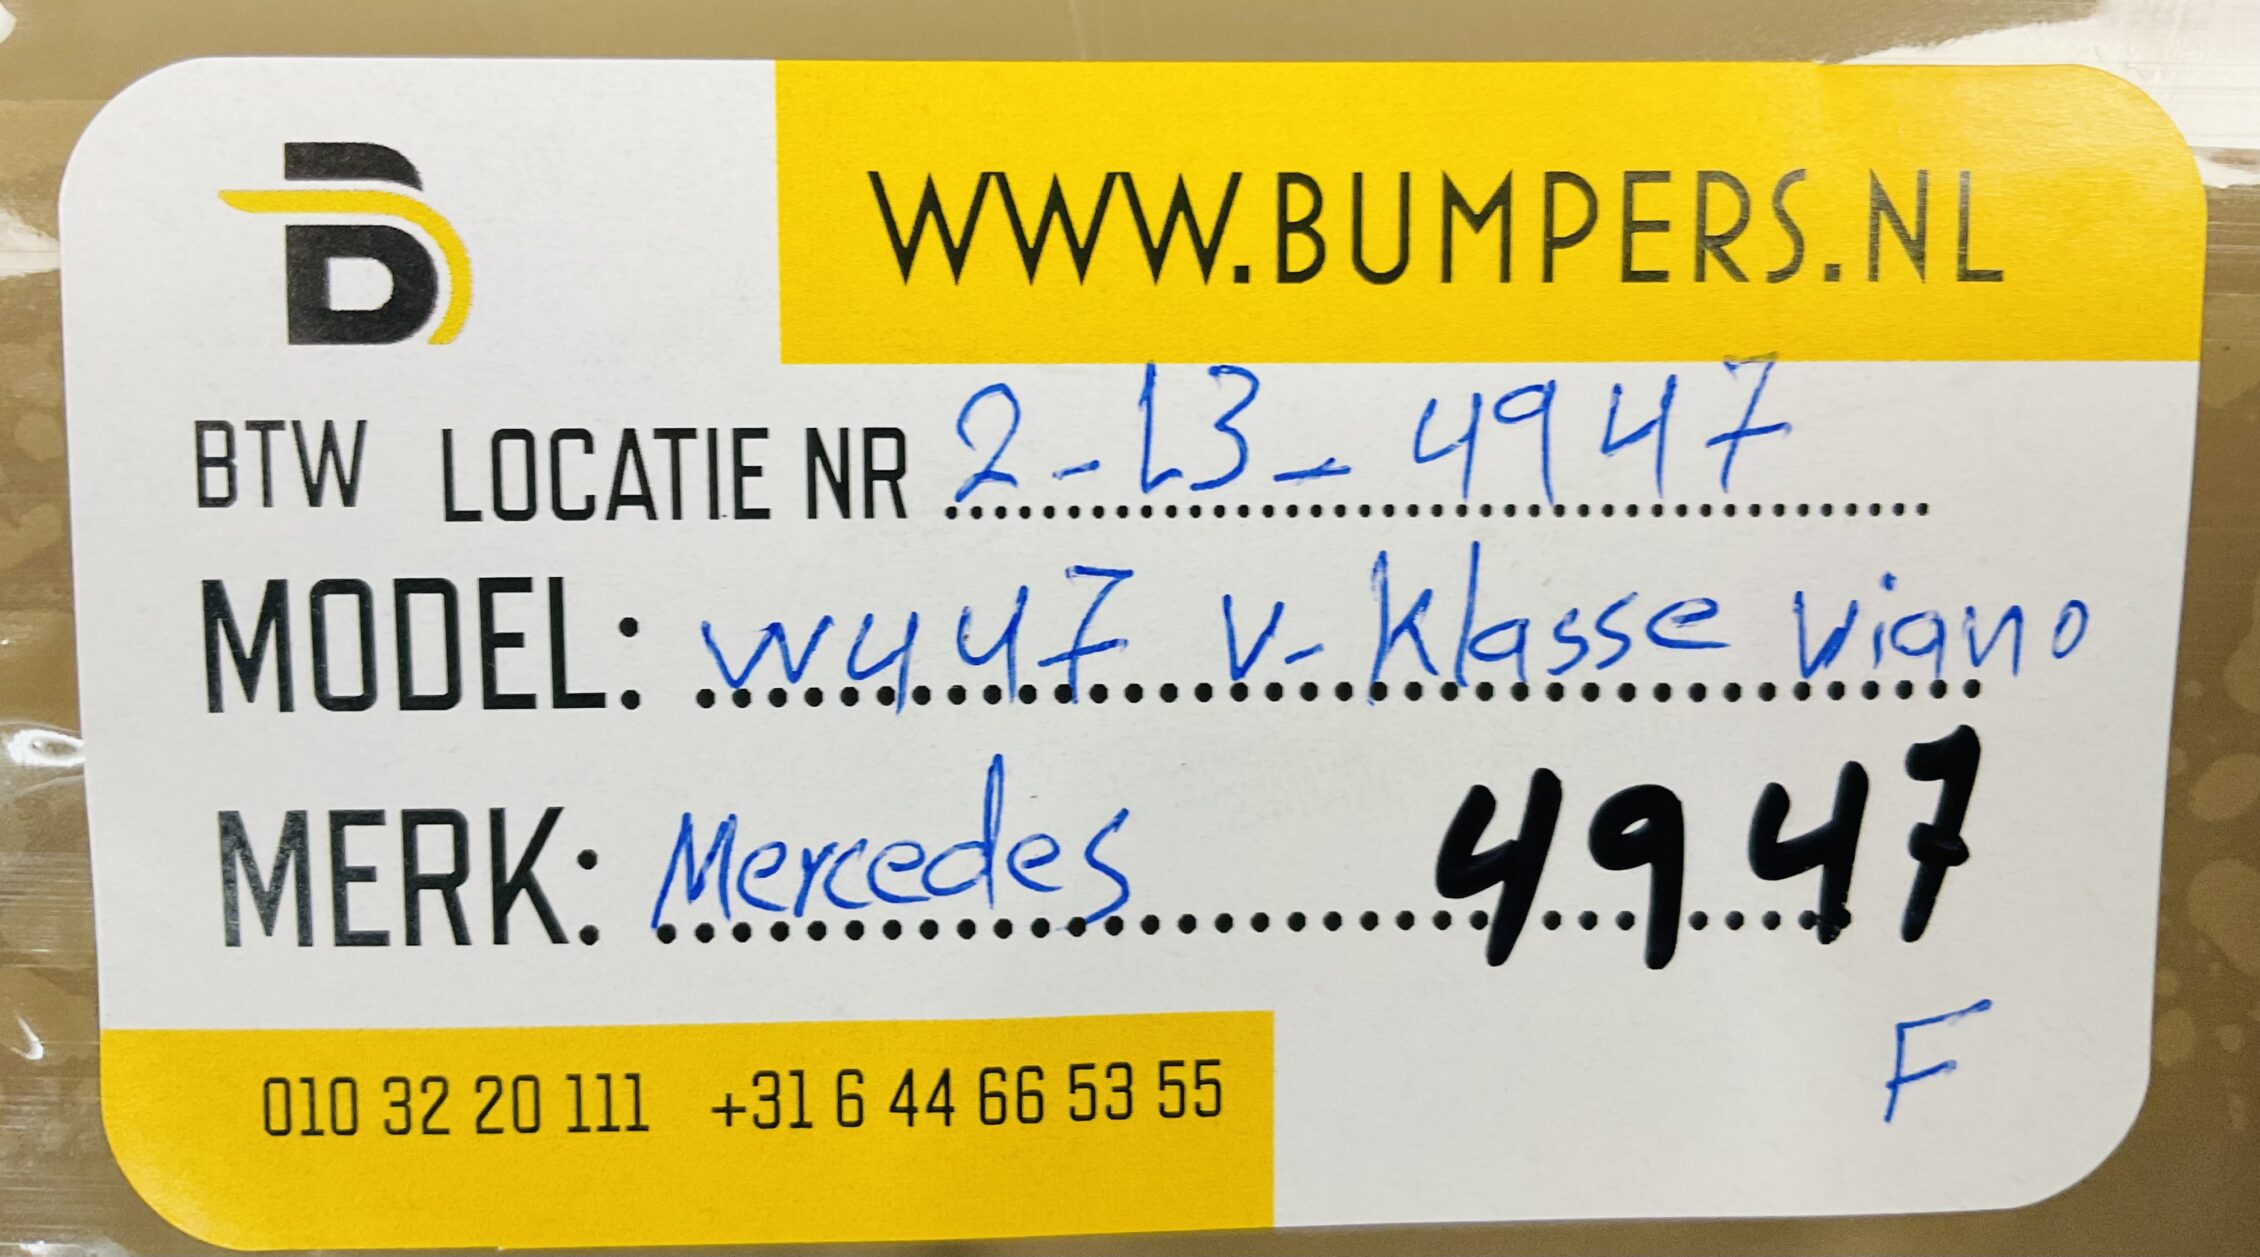 B
WWW.BUMPERS.NL
BTW LOCATIE NR 2-L3-4947
MODEL: W447 V-Klasse Viano
MERK: Mercedes 4947
F
010 32 20 111 +31 6 44 66 53 55